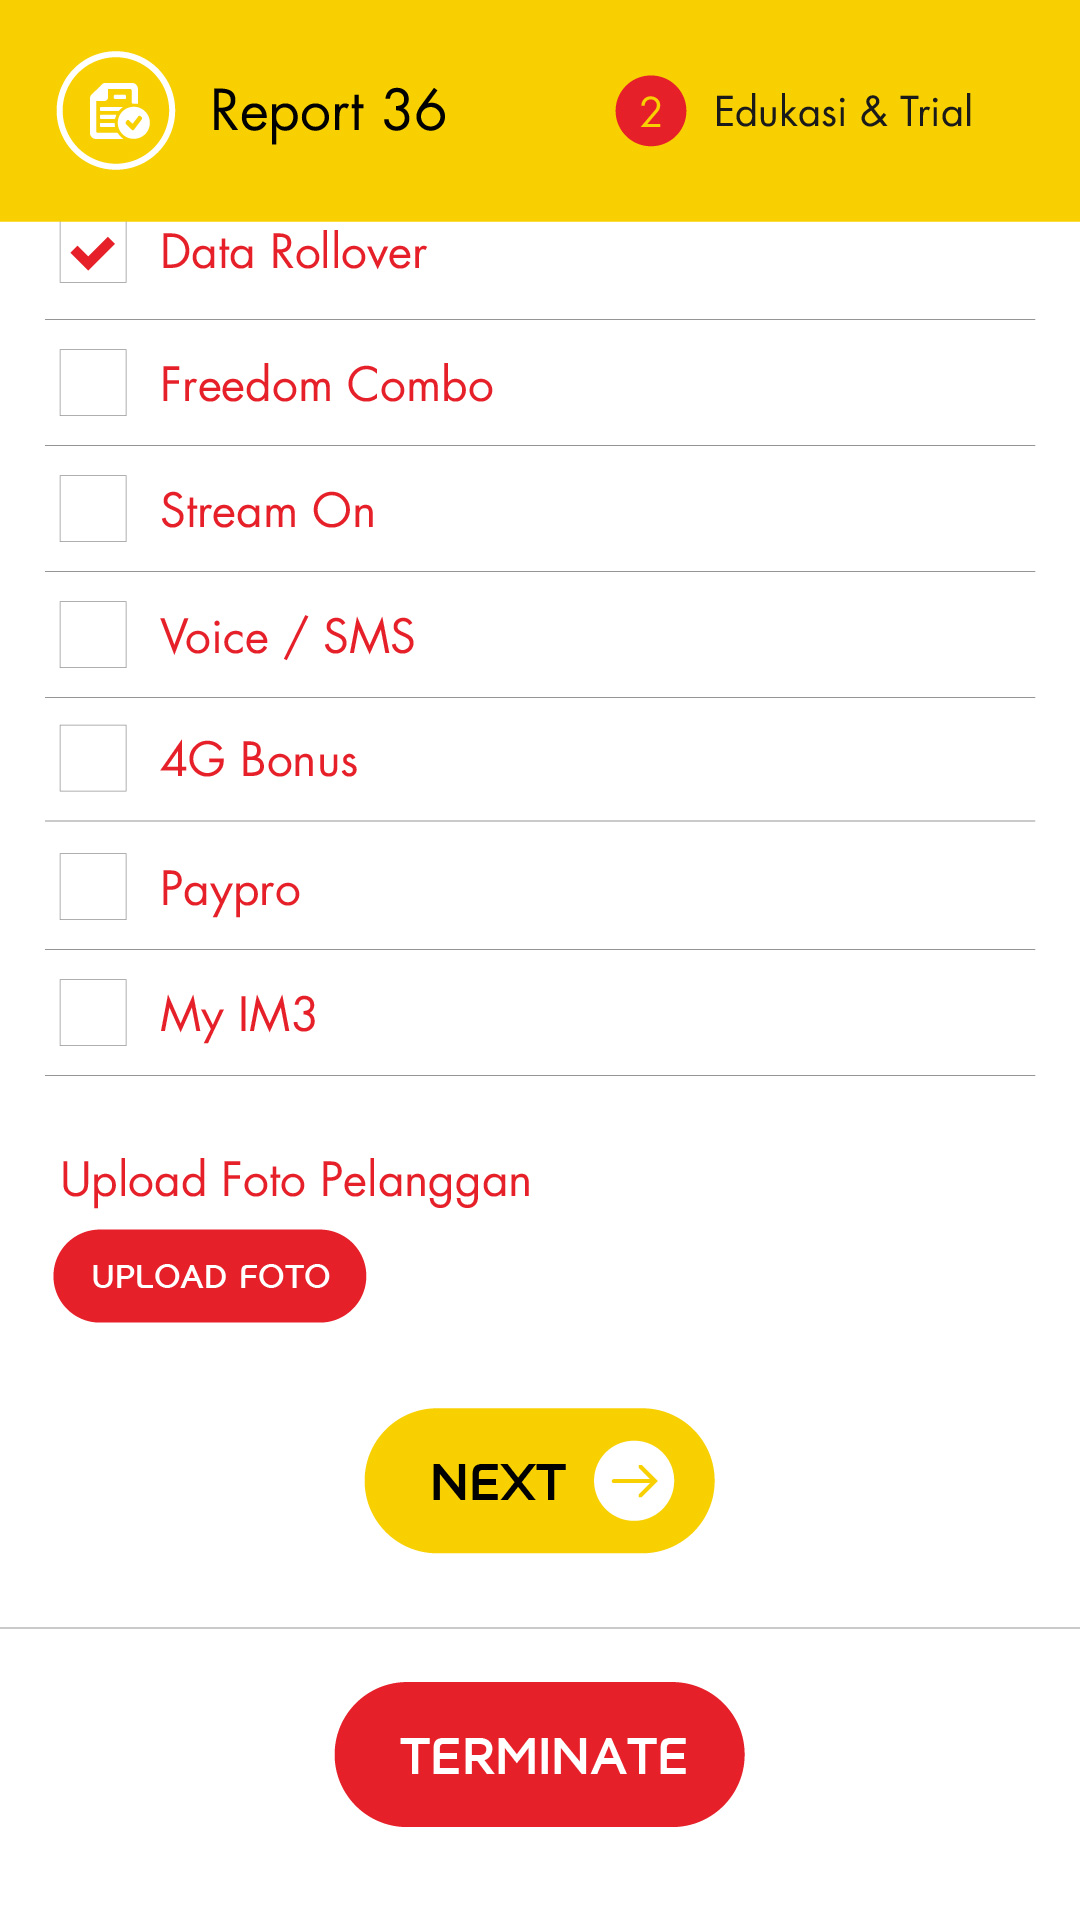 Report 36
2 Edukasi & Trial
Data Rollover
Freedom Combo
Stream On
Voice / SMS
4G Bonus
Paypro
My IM3
Upload Foto Pelanggan
UPLOAD FOTO
NEXT
TERMINATE